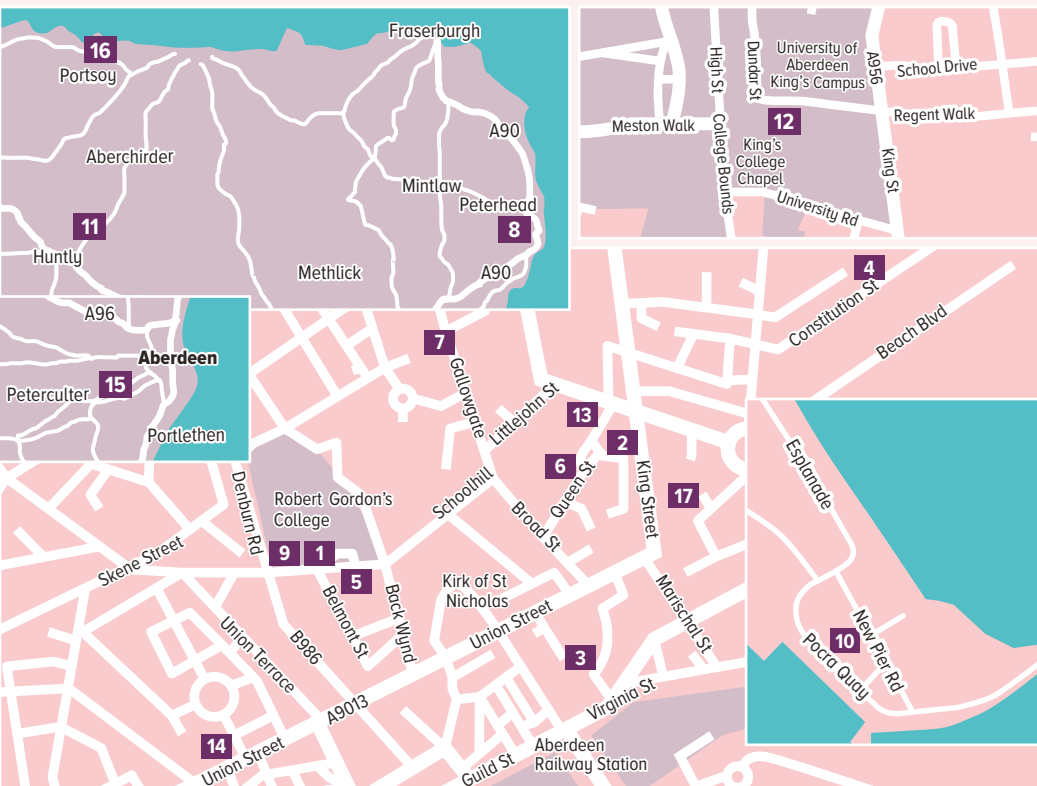 Fraserburgh
16
Portsoy
A90
Aberchirder
Mintlaw
Peterhead
8
11
Huntly
Methlick
A90
A96
Aberdeen
15
Peterculter
Portlethen
University of
Aberdeen
King's Campus
High St
Dundar St
A956
School Drive
Regent Walk
Meston Walk
12
King's
College
Chapel
College Bounds
King St
University Rd
4
Constitution St
Beach Blvd
7
Gallowgate
Littlejohn St
13
2
6
Queen St
King Street
17
Schoolhill
Broad St
Denburn Rd
Robert Gordon's
College
9
1
5
Skene Street
Belmont St
Back Wynd
Kirk of St
Nicholas
Union Street
Marischal St
3
Union Terrace
B986
A9013
Virginia St
14
Union Street
Guild St
Aberdeen
Railway Station
Esplanade
10
New Pier Rd
Pocra Quay